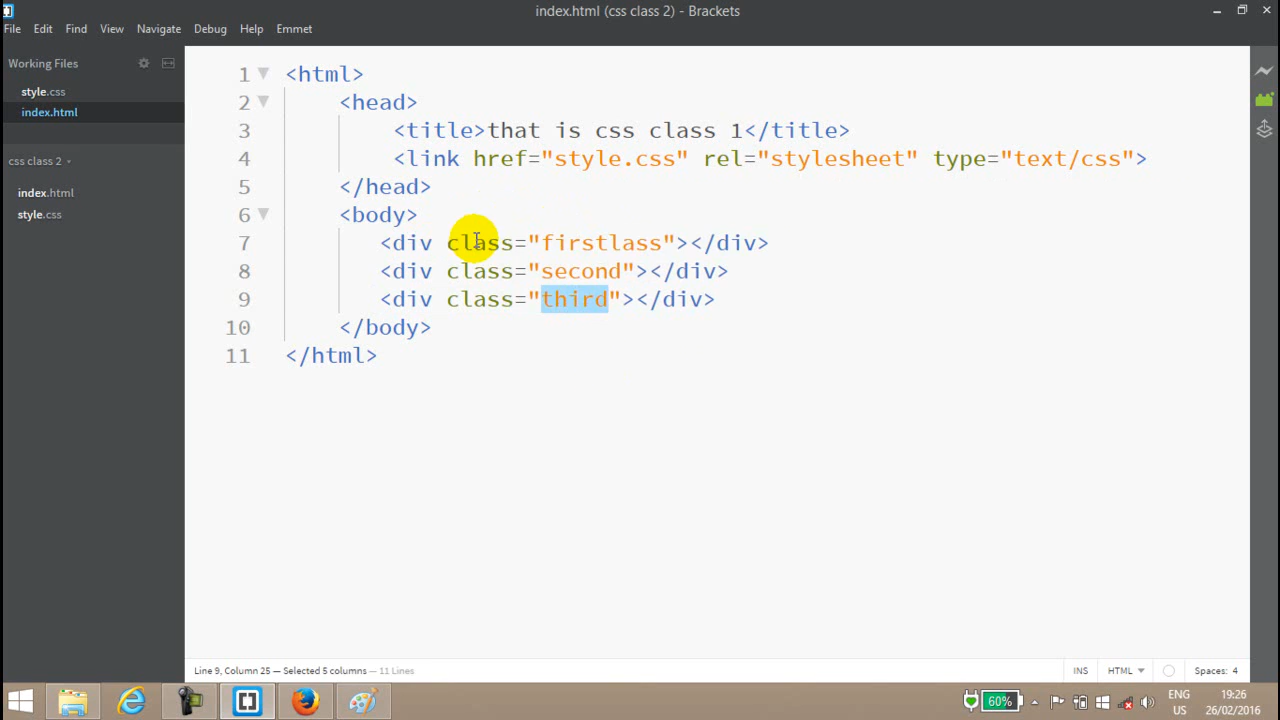 index.html (css class 2) - Brackets
File Edit Find View Navigate Debug Help Emmet
Working Files
style.css
index.html
css class 2
index.html
style.css
1 <html>
2 <head>
3 <title>that is css class 1</title>
4 <link href="style.css" rel="stylesheet" type="text/css">
5 </head>
6 <body>
7 <div class="firstlass"></div>
8 <div class="second"></div>
9 <div class="third"></div>
10 </body>
11 </html>
Line 9, Column 25 — Selected 5 columns — 11 Lines
INS HTML Spaces: 4
60% ENG 19:26
US 26/02/2016